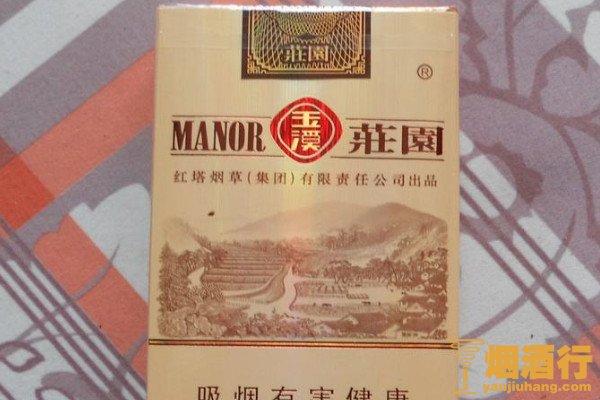 莊園
®
MANOR 玉溪 莊園
红塔烟草(集团)有限责任公司出品
吸烟有害健康
烟酒行
yanjiuhang.com